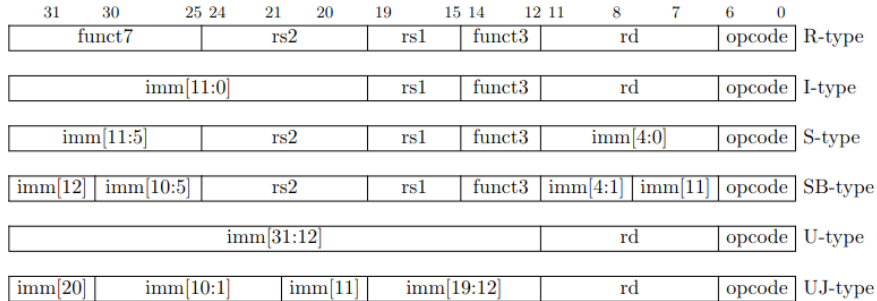 31 30 25 24 21 20 19 15 14 12 11 8 7 6 0
funct7 rs2 rs1 funct3 rd opcode R-type
imm[11:0] rs1 funct3 rd opcode I-type
imm[11:5] rs2 rs1 funct3 imm[4:0] opcode S-type
imm[12] imm[10:5] rs2 rs1 funct3 imm[4:1] imm[11] opcode SB-type
imm[31:12] rd opcode U-type
imm[20] imm[10:1] imm[11] imm[19:12] rd opcode UJ-type